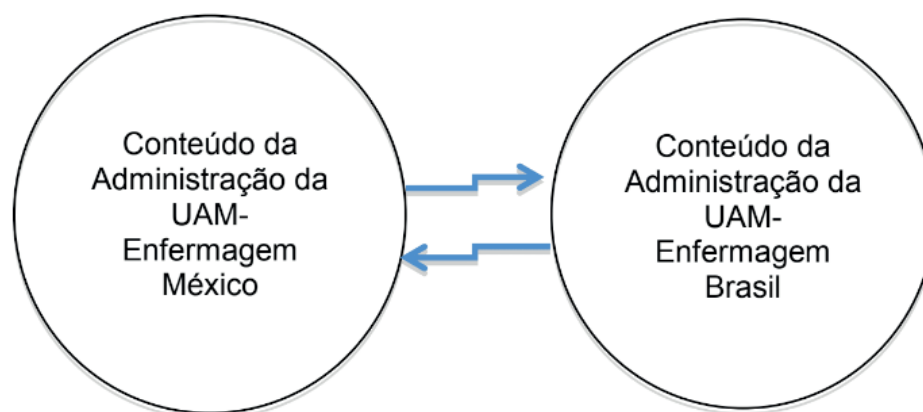 Conteúdo da
Administração da
UAM-
Enfermagem
México
Conteúdo da
Administração da
UAM-
Enfermagem
Brasil